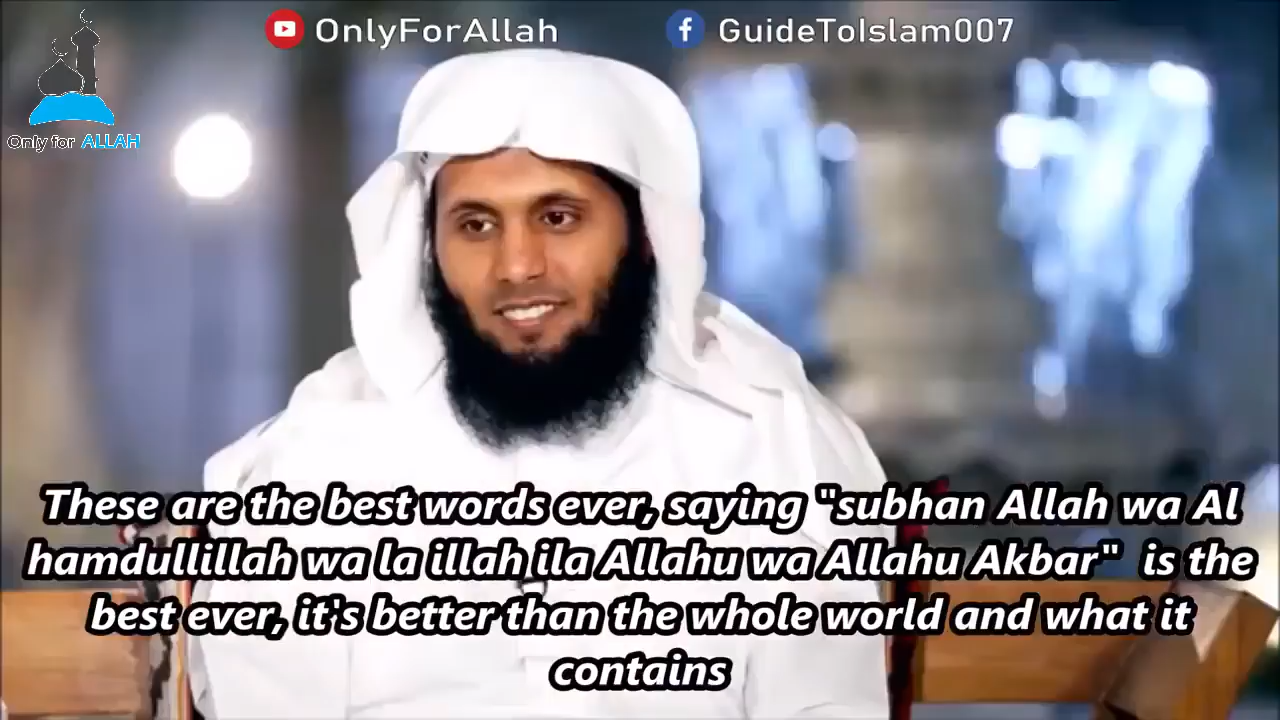 OnlyForAllah
GuideToIslam007
Only for ALLAH
These are the best words ever, saying "subhan Allah wa Al
hamdullillah wa la illah ila Allahu wa Allahu Akbar" is the
best ever, it's better than the whole world and what it
contains